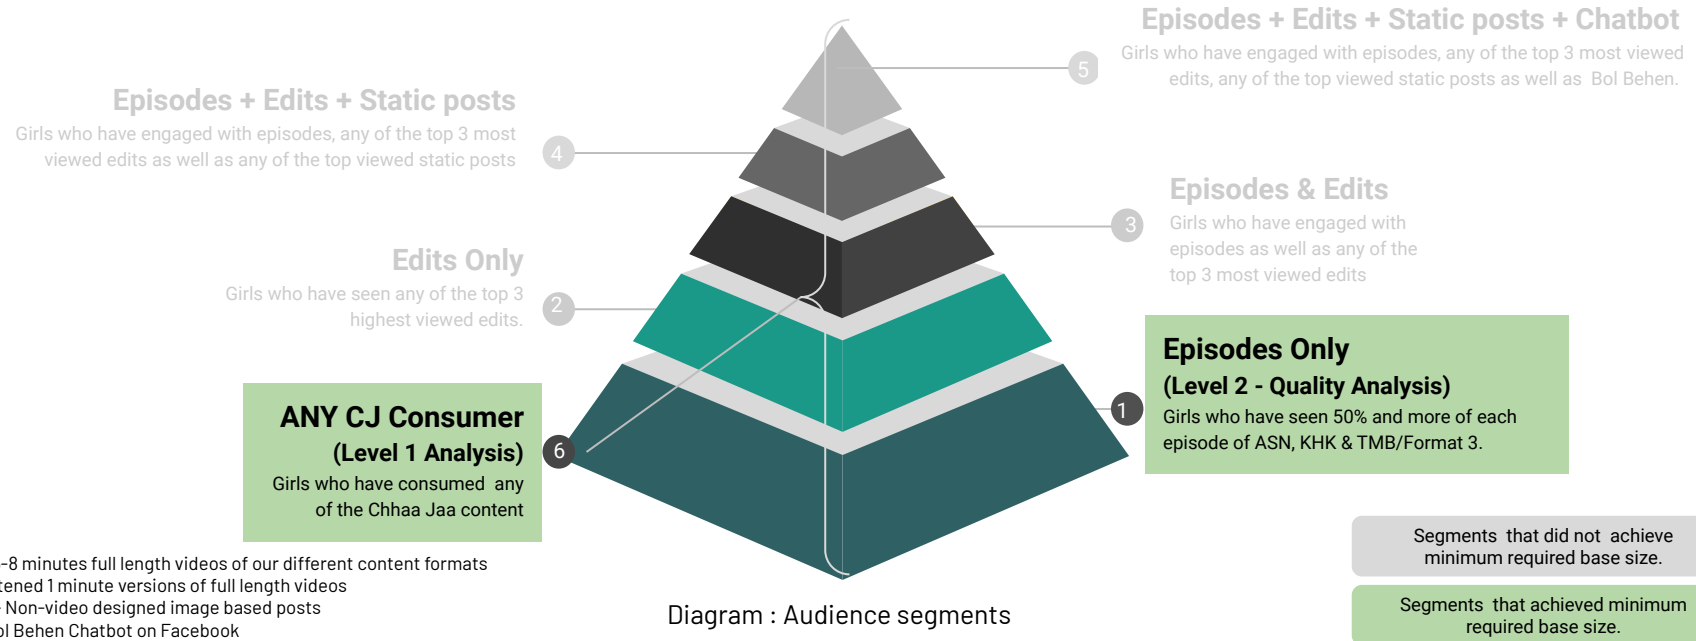 Episodes + Edits + Static posts + Chatbot
Girls who have engaged with episodes, any of the top 3 most viewed
edits, any of the top viewed static posts as well as Bol Behen.
5
Episodes + Edits + Static posts
Girls who have engaged with episodes, any of the top 3 most
viewed edits as well as any of the top viewed static posts
4
Episodes & Edits
Girls who have engaged with
episodes as well as any of the
top 3 most viewed edits
3
Edits Only
Girls who have seen any of the top 3
highest viewed edits.
2
Episodes Only
(Level 2 - Quality Analysis)
Girls who have seen 50% and more of each
episode of ASN, KHK & TMB/Format 3.
1
ANY CJ Consumer
(Level 1 Analysis)
Girls who have consumed any
of the Chhaa Jaa content
6
-8 minutes full length videos of our different content formats
1 minute versions of full length videos
- Non-video designed image based posts
Behen Chatbot on Facebook
Diagram : Audience segments
Segments that did not achieve
minimum required base size.
Segments that achieved minimum
required base size.